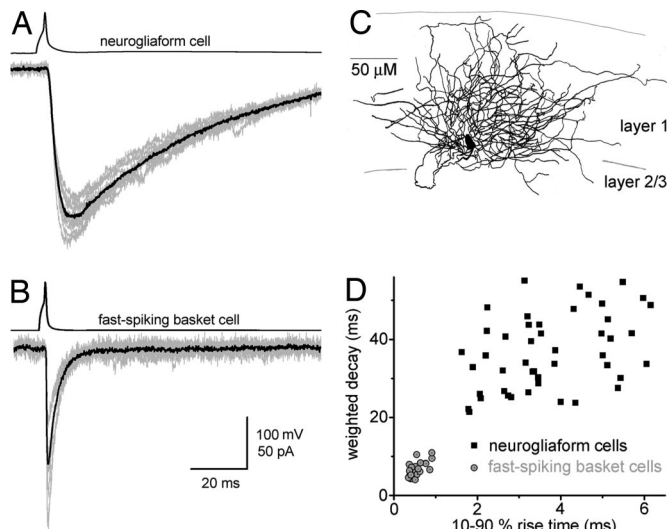 A
neurogliaform cell
B
fast-spiking basket cell
100 mV
50 pA
20 ms
C
50 µM
layer 1
layer 2/3
D
weighted decay (ms)
40
20
0
2
4
6
10-90 % rise time (ms)
neurogliaform cells
fast-spiking basket cells